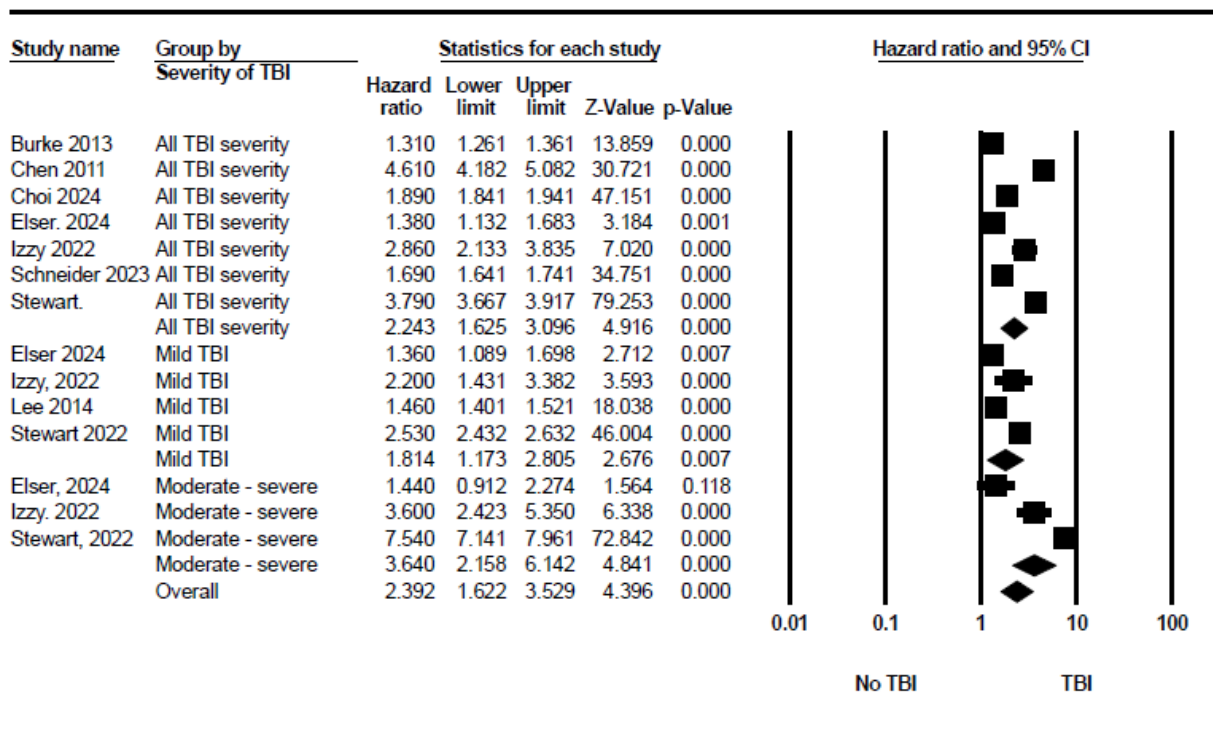 Study name Group by Statistics for each study Hazard ratio and 95% CI
Severity of TBI
Hazard Lower Upper
ratio limit limit Z-Value p-Value
Burke 2013 All TBI severity 1.310 1.261 1.361 13.859 0.000
Chen 2011 All TBI severity 4.610 4.182 5.082 30.721 0.000
Choi 2024 All TBI severity 1.890 1.841 1.941 47.151 0.000
Elser. 2024 All TBI severity 1.380 1.132 1.683 3.184 0.001
Izzy 2022 All TBI severity 2.860 2.133 3.835 7.020 0.000
Schneider 2023 All TBI severity 1.690 1.641 1.741 34.751 0.000
Stewart. All TBI severity 3.790 3.667 3.917 79.253 0.000
All TBI severity 2.243 1.625 3.096 4.916 0.000
Elser 2024 Mild TBI 1.360 1.089 1.698 2.712 0.007
Izzy, 2022 Mild TBI 2.200 1.431 3.382 3.593 0.000
Lee 2014 Mild TBI 1.460 1.401 1.521 18.038 0.000
Stewart 2022 Mild TBI 2.530 2.432 2.632 46.004 0.000
Mild TBI 1.814 1.173 2.805 2.676 0.007
Elser, 2024 Moderate - severe 1.440 0.912 2.274 1.564 0.118
Izzy. 2022 Moderate - severe 3.600 2.423 5.350 6.338 0.000
Stewart, 2022 Moderate - severe 7.540 7.141 7.961 72.842 0.000
Moderate - severe 3.640 2.158 6.142 4.841 0.000
Overall 2.392 1.622 3.529 4.396 0.000
0.01 0.1 1 10 100
No TBI TBI